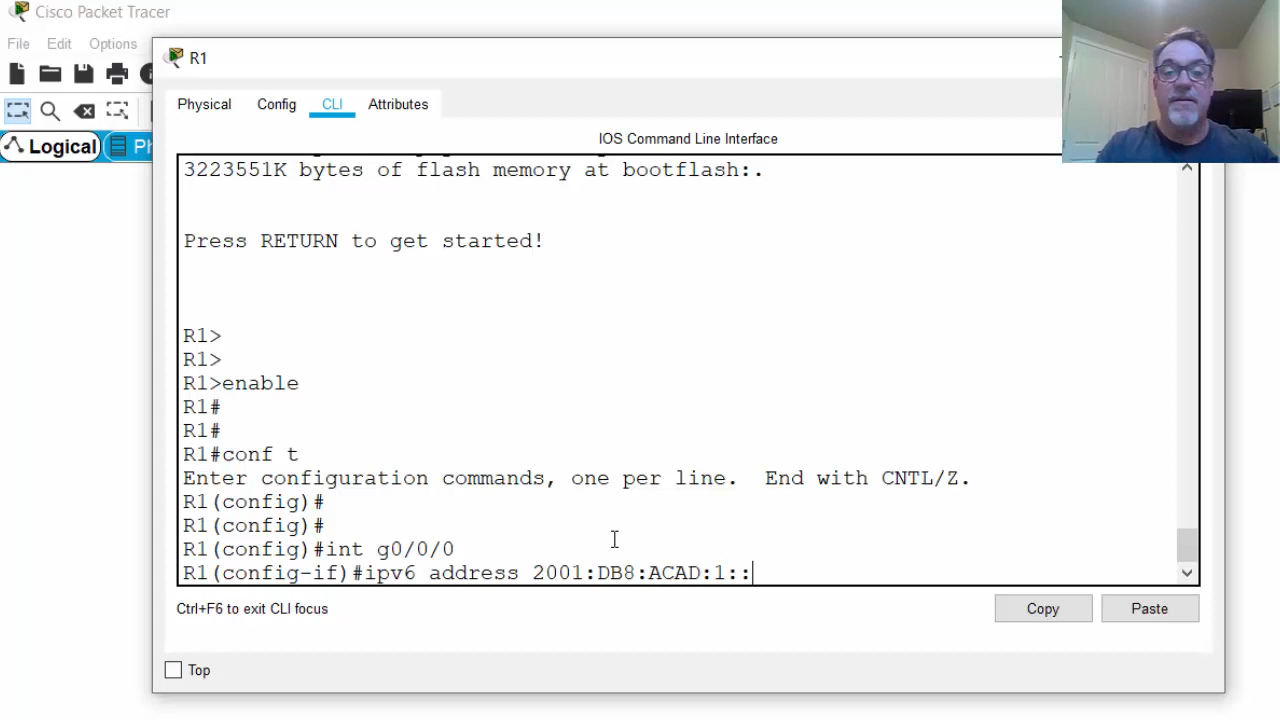 Cisco Packet Tracer
File Edit Options
R1
Physical Config CLI Attributes
Logical Ph
IOS Command Line Interface
3223551K bytes of flash memory at bootflash:.
Press RETURN to get started!
R1>
R1>
R1>enable
R1#
R1#
R1#conf t
Enter configuration commands, one per line.  End with CNTL/Z.
R1(config)#
R1(config)#
R1(config)#int g0/0/0
R1(config-if)#ipv6 address 2001:DB8:ACAD:1::
Ctrl+F6 to exit CLI focus
Copy Paste
Top